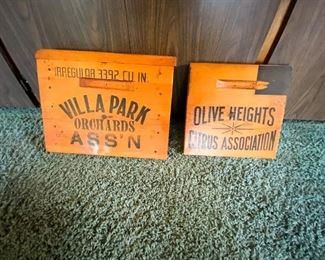 IRREGULAR 3392 CU. IN.
VILLA PARK
ORCHARDS
ASS'N
OLIVE HEIGHTS
CITRUS ASSOCIATION